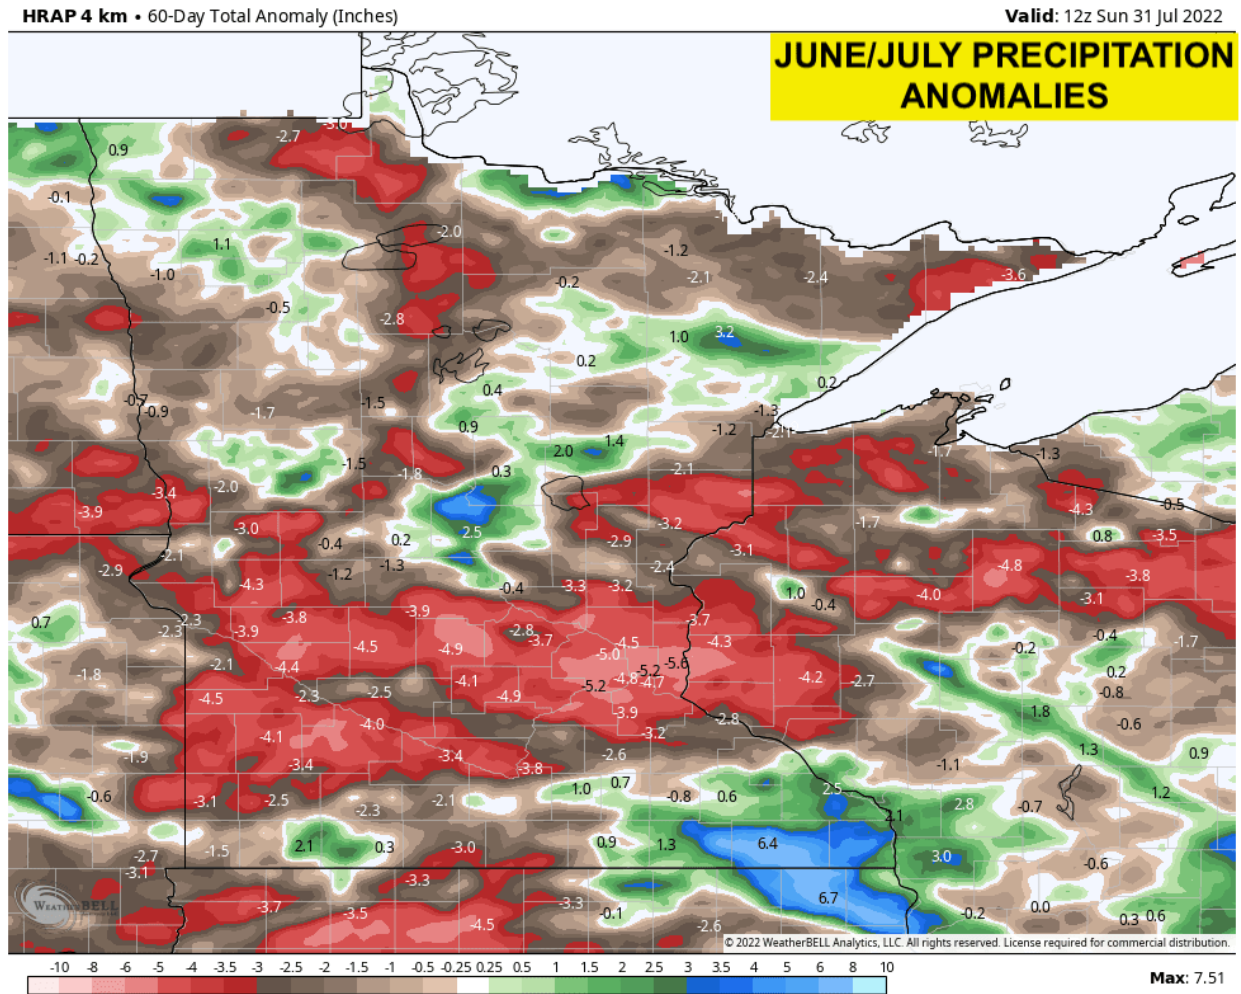 HRAP 4 km • 60-Day Total Anomaly (Inches)
Valid: 12z Sun 31 Jul 2022
JUNE/JULY PRECIPITATION
ANOMALIES
-2.7 -3.0
0.9
-0.1
1.1 -2.0
-1.1 -0.2 -1.0 -1.2
-0.2 -2.1 -2.4 -3.6
-0.5 -2.8
1.0 3.2
0.2
0.4 0.2
-0.7 -0.9 -1.7 -1.5 -1.3
0.9 -1.2 -2.1
2.0 1.4 -1.7 -1.3
-1.5 -1.8 0.3 -2.1
-3.4 -2.0
-3.9 -4.3 -0.5
-3.0 2.5 -3.2 -1.7
-0.4 0.2 -2.9 -3.1 0.8 -3.5
-2.1
-2.9 -1.2 -1.3 -2.4 -4.8 -3.8
-4.3 -0.4 -3.3 -3.2 1.0 -0.4 -4.0 -3.1
0.7 -2.3 -3.8 -3.9 -3.7
-2.3 -3.9 -2.8 -3.7 -4.5 -4.3 -0.4 -1.7
-4.5 -4.9 -5.0 -0.2
-2.1 -4.4 -5.2 -5.6
-1.8 -4.1 -4.8 -4.7 -4.2 -2.7 0.2
-4.5 -2.3 -2.5 -4.9 -5.2 -0.8
-4.1 -4.0 -3.9 -2.8 1.8 -0.6
-3.2
-1.9 -3.4 -3.4 -3.8 -2.6 -1.1 1.3 0.9
-0.6 -3.1 -2.5 -2.3 -2.1 1.0 0.7 -0.8 0.6 2.5 2.8 -0.7 1.2
2.1
-2.7 -1.5 2.1 0.3 -3.0 0.9 1.3 6.4 3.0 -0.6
-3.1 -3.3
-3.7 -3.5 -4.5 -3.3 -0.1 -2.6 6.7 -0.2 0.0 0.3 0.6
WEATHERBELL
© 2022 WeatherBELL Analytics, LLC. All rights reserved. License required for commercial distribution.
-10 -8 -6 -5 -4 -3.5 -3 -2.5 -2 -1.5 -1 -0.5 -0.25 0.25 0.5 1 1.5 2 2.5 3 3.5 4 5 6 8 10
Max: 7.51